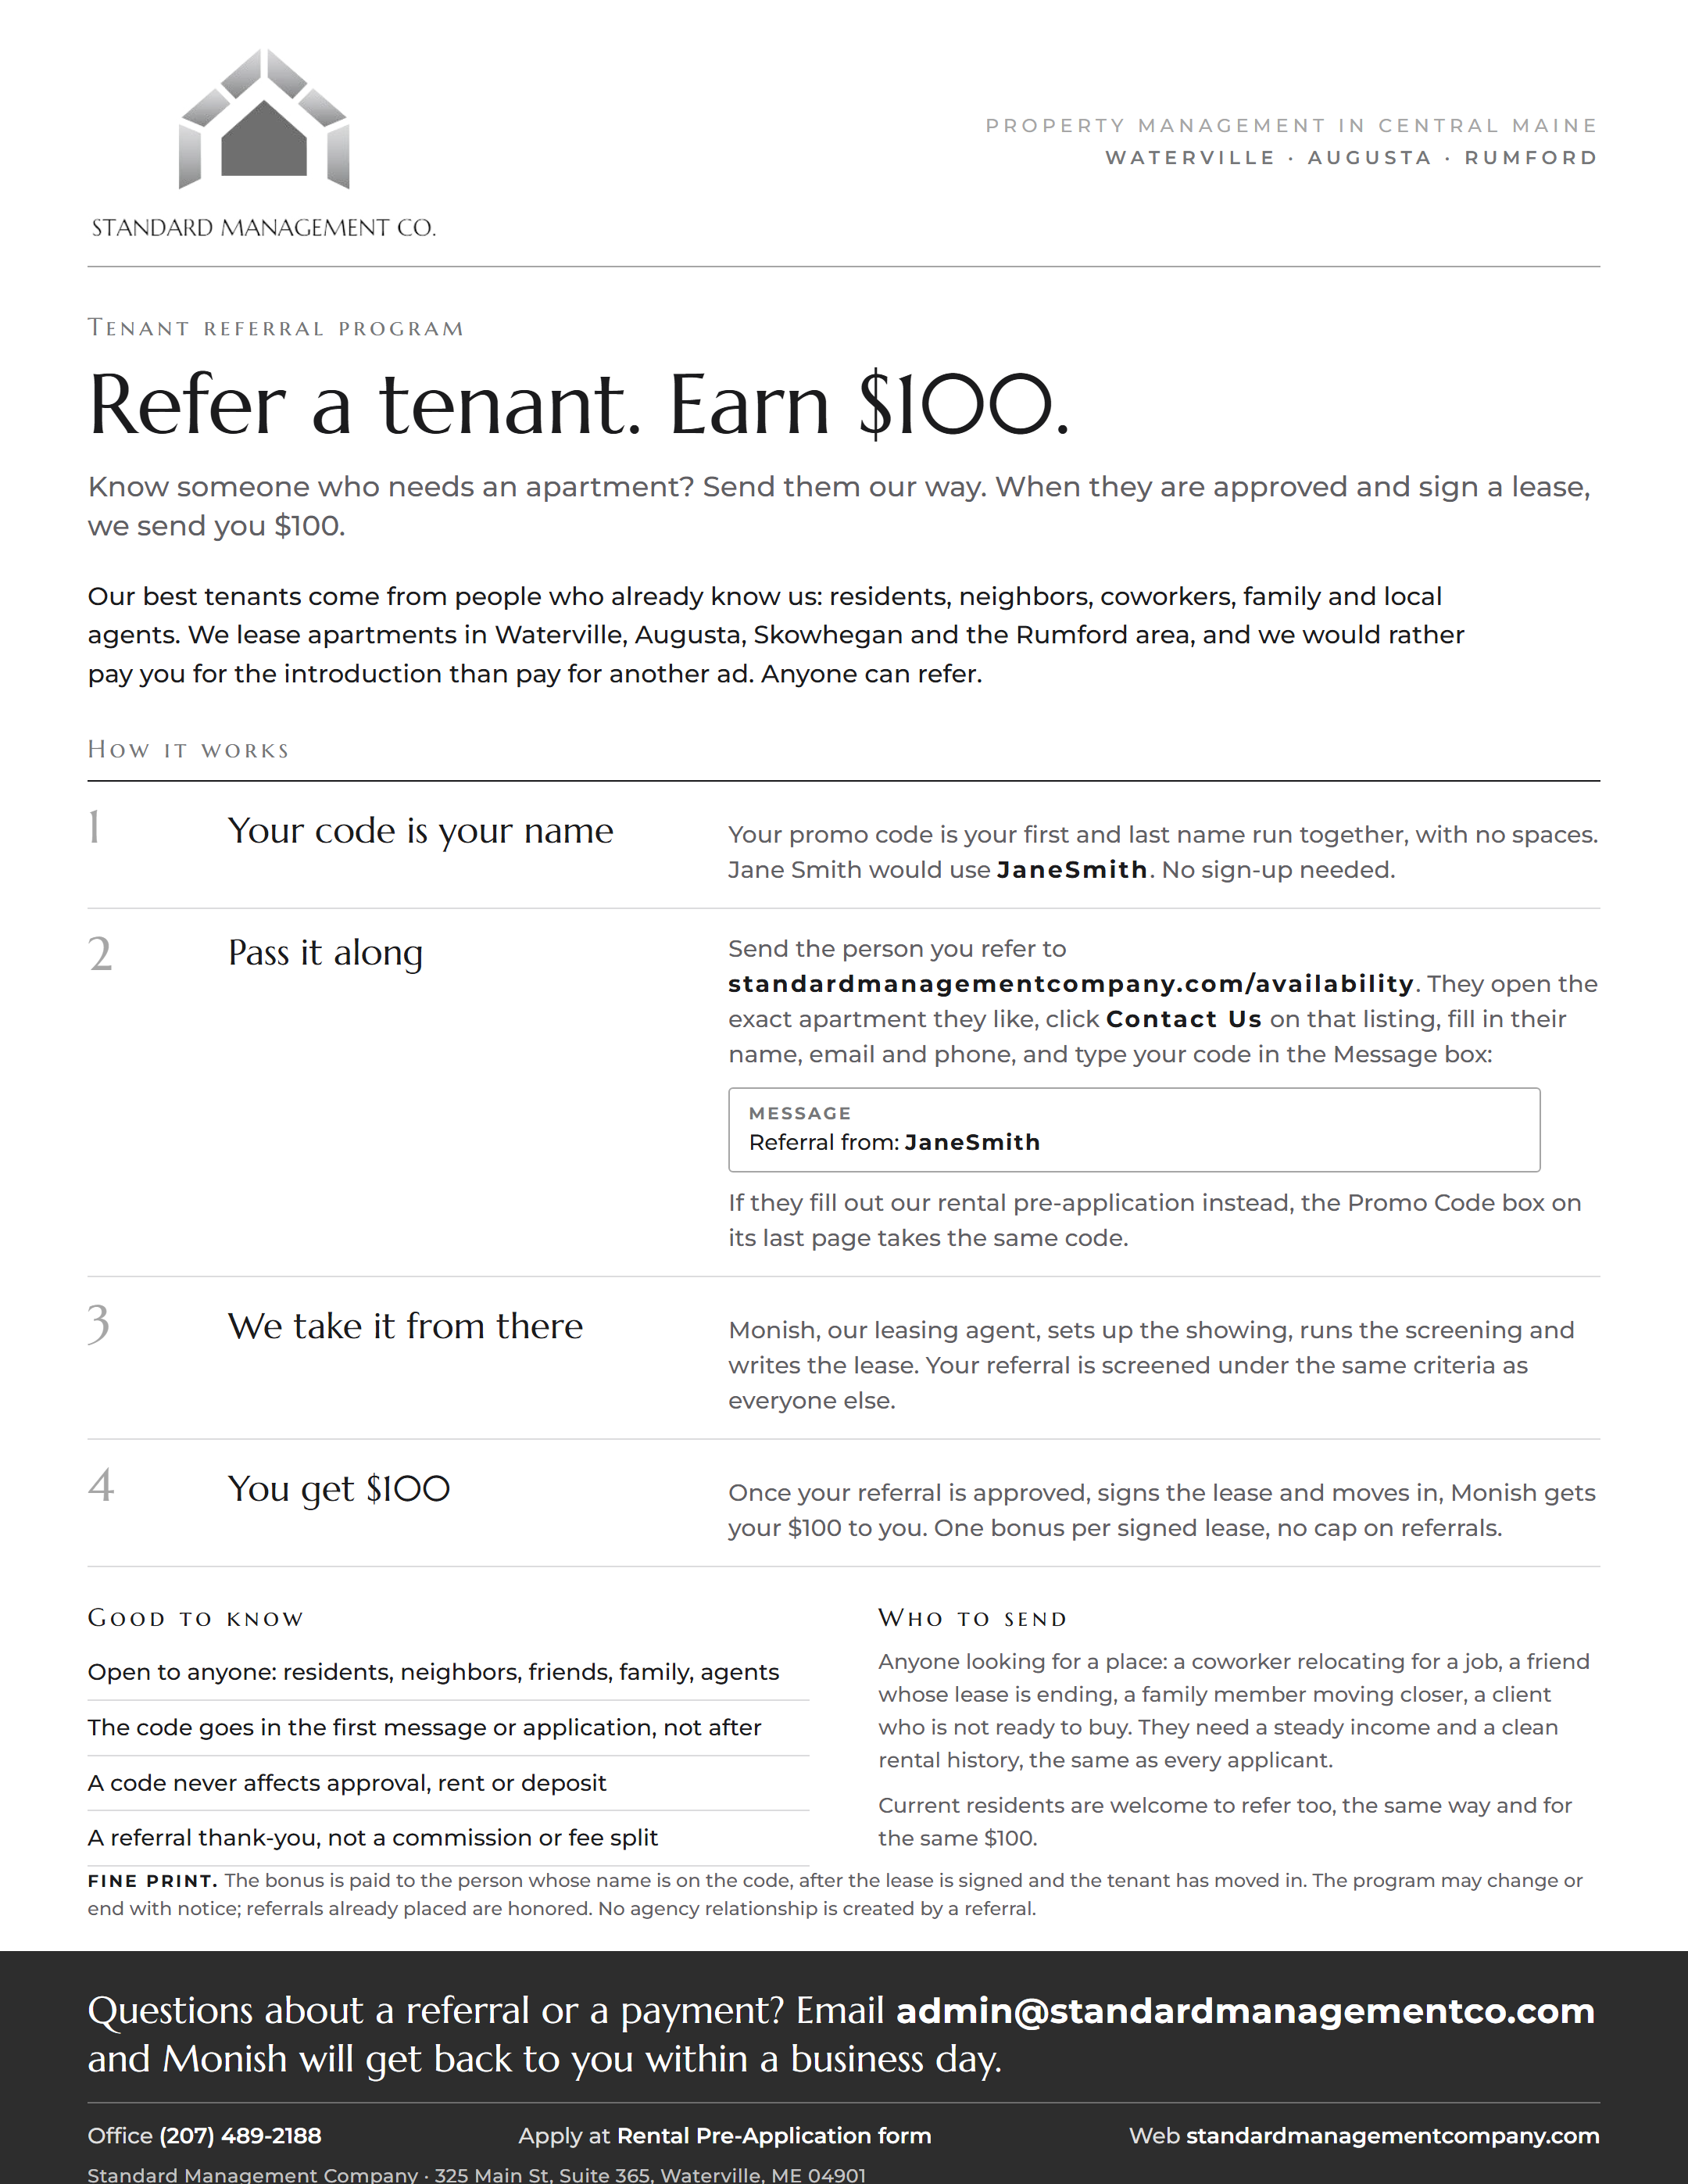 STANDARD MANAGEMENT CO.
PROPERTY MANAGEMENT IN CENTRAL MAINE
WATERVILLE · AUGUSTA · RUMFORD
TENANT REFERRAL PROGRAM
Refer a tenant. Earn $100.
Know someone who needs an apartment? Send them our way. When they are approved and sign a lease,
we send you $100.
Our best tenants come from people who already know us: residents, neighbors, coworkers, family and local
agents. We lease apartments in Waterville, Augusta, Skowhegan and the Rumford area, and we would rather
pay you for the introduction than pay for another ad. Anyone can refer.
HOW IT WORKS
1
Your code is your name
Your promo code is your first and last name run together, with no spaces.
Jane Smith would use JaneSmith. No sign-up needed.
2
Pass it along
Send the person you refer to
standardmanagementcompany.com/availability. They open the
exact apartment they like, click Contact Us on that listing, fill in their
name, email and phone, and type your code in the Message box:
MESSAGE
Referral from: JaneSmith
If they fill out our rental pre-application instead, the Promo Code box on
its last page takes the same code.
3
We take it from there
Monish, our leasing agent, sets up the showing, runs the screening and
writes the lease. Your referral is screened under the same criteria as
everyone else.
4
You get $100
Once your referral is approved, signs the lease and moves in, Monish gets
your $100 to you. One bonus per signed lease, no cap on referrals.
GOOD TO KNOW
Open to anyone: residents, neighbors, friends, family, agents
The code goes in the first message or application, not after
A code never affects approval, rent or deposit
A referral thank-you, not a commission or fee split
WHO TO SEND
Anyone looking for a place: a coworker relocating for a job, a friend
whose lease is ending, a family member moving closer, a client
who is not ready to buy. They need a steady income and a clean
rental history, the same as every applicant.
Current residents are welcome to refer too, the same way and for
the same $100.
FINE PRINT. The bonus is paid to the person whose name is on the code, after the lease is signed and the tenant has moved in. The program may change or
end with notice; referrals already placed are honored. No agency relationship is created by a referral.
Questions about a referral or a payment? Email admin@standardmanagementco.com
and Monish will get back to you within a business day.
Office (207) 489-2188
Apply at Rental Pre-Application form
Web standardmanagementcompany.com
Standard Management Company · 325 Main St, Suite 365, Waterville, ME 04901